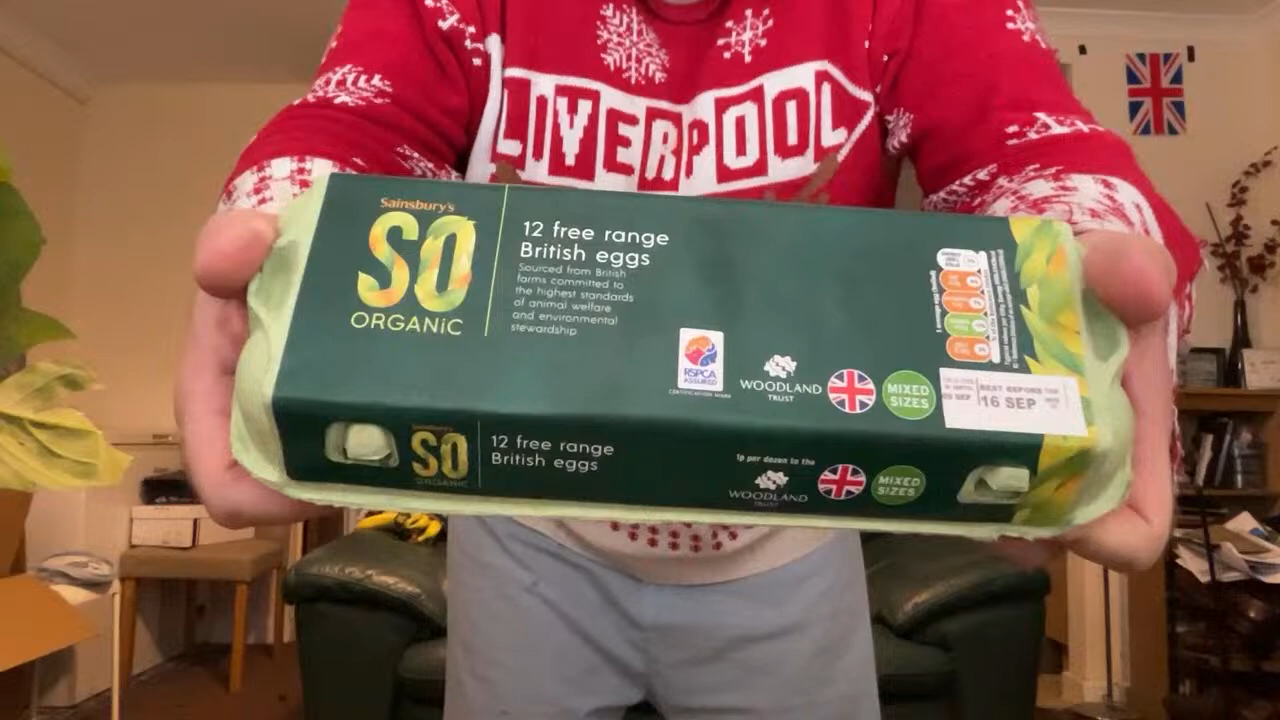 LIVERPOOL
Sainsbury's
SO
ORGANiC
12 free range
British eggs
Sourced from British
farms committed to
the highest standards
of animal welfare
and environmental
stewardship
RSPCA
ASSURED
WOODLAND
TRUST
MIXED
SIZES
BEST BEFORE
16 SEP
SO
ORGANIC
12 free range
British eggs
1p per dozen to the
WOODLAND
TRUST
MIXED
SIZES